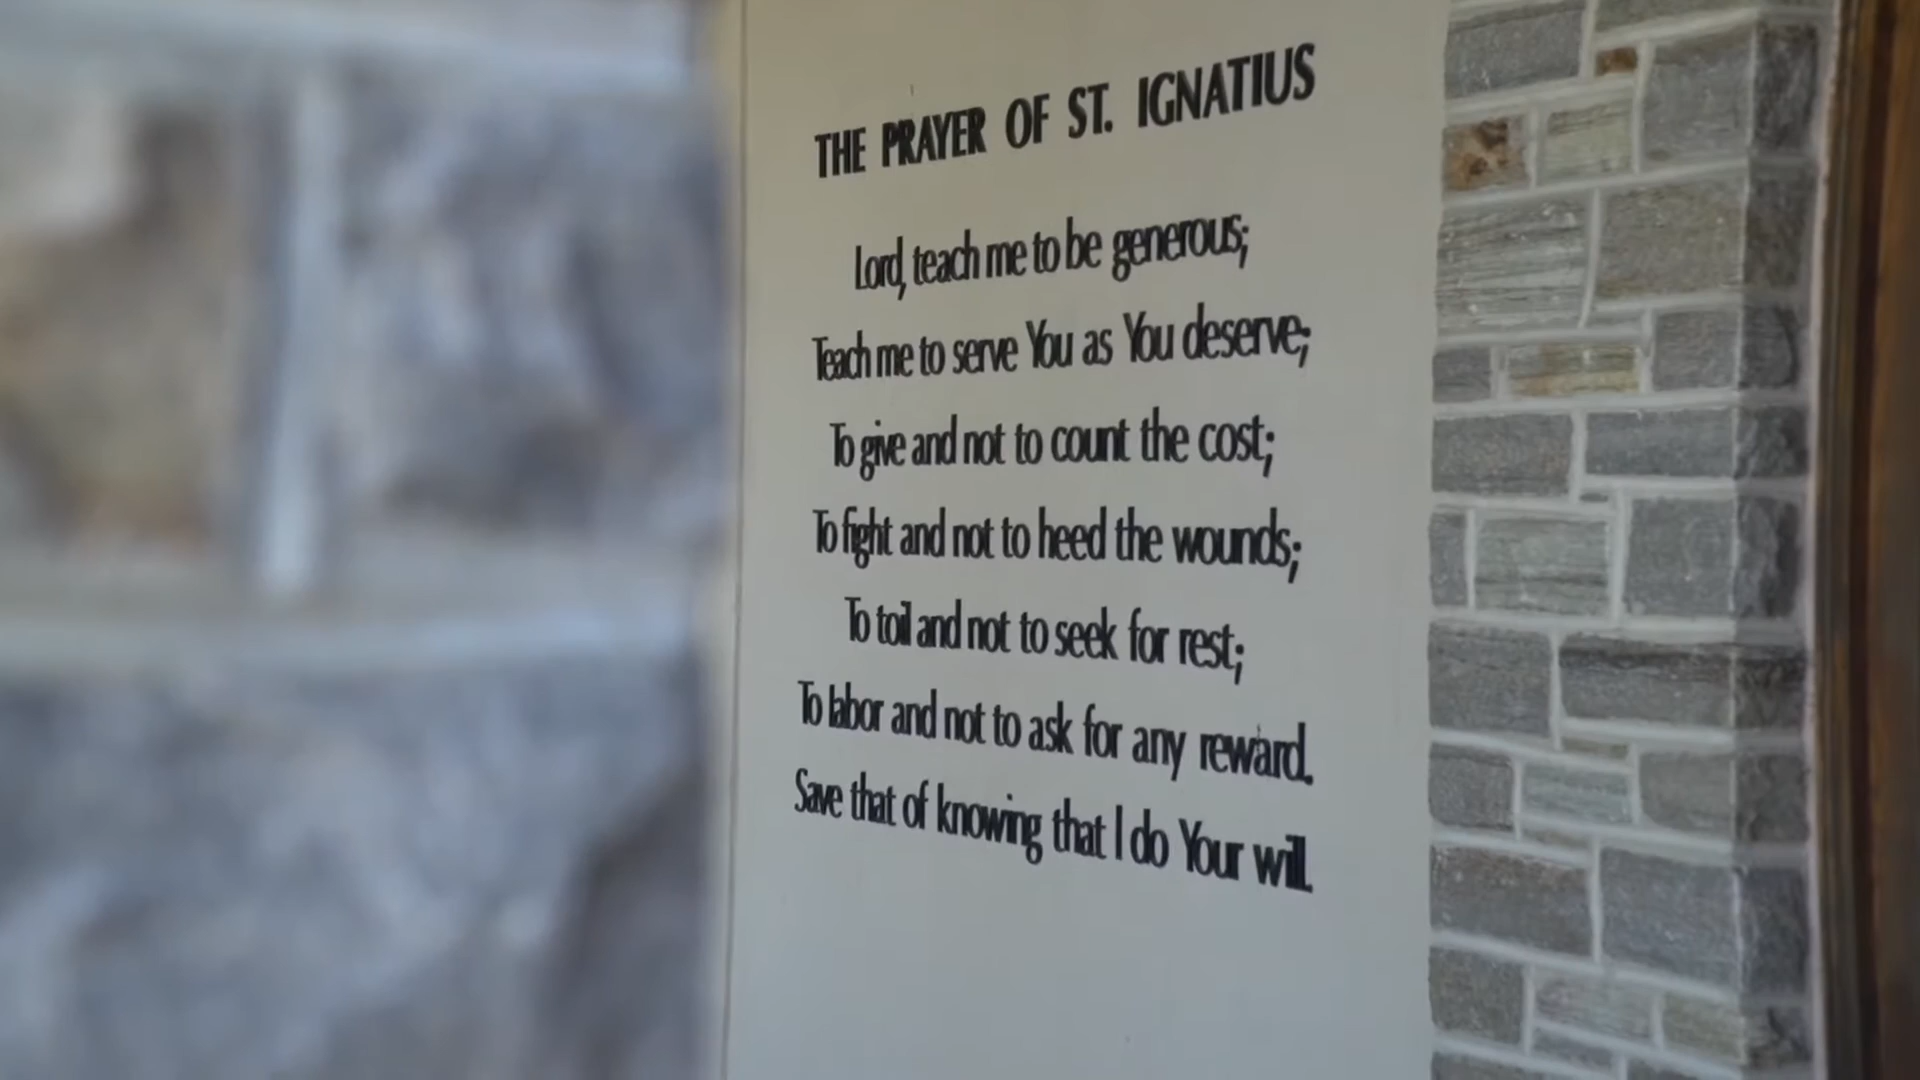 THE PRAYER OF ST. IGNATIUS
Lord, teach me to be generous;
Teach me to serve You as You deserve;
To give and not to count the cost;
To fight and not to heed the wounds;
To toil and not to seek for rest;
To labor and not to ask for any reward.
Save that of knowing that I do Your will.